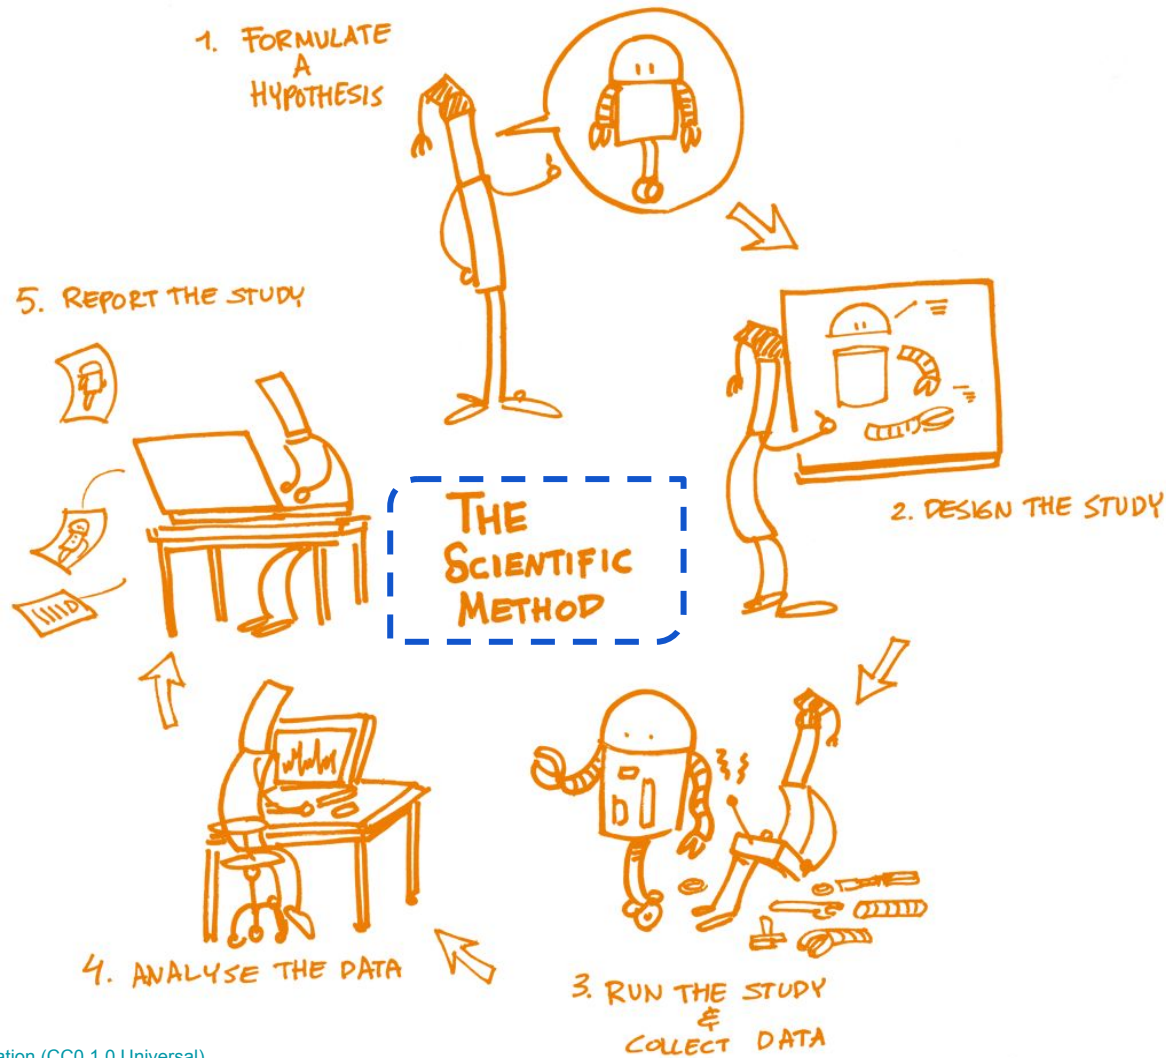 1. FORMULATE
A
HYPOTHESIS
5. REPORT THE STUDY
THE
SCIENTIFIC
METHOD
2. DESIGN THE STUDY
4. ANALYSE THE DATA
3. RUN THE STUDY
&
COLLECT DATA
(CC0 1.0 Universal)